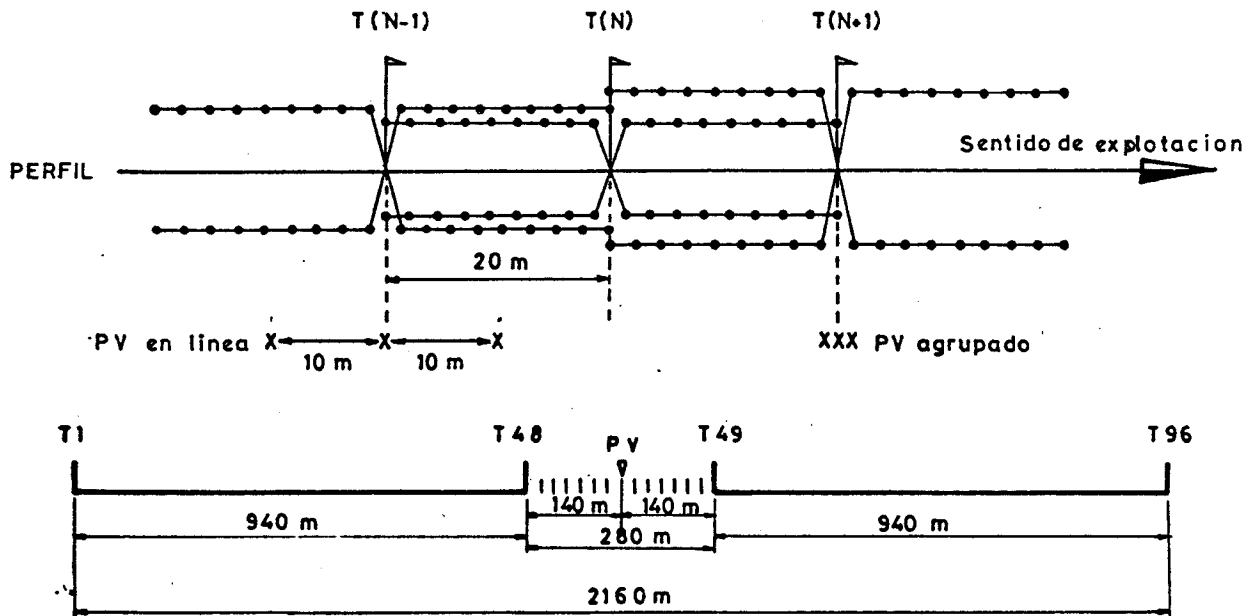 T(N-1) T(N) T(N+1)
Sentido de explotacion
PERFIL
20 m
PV en linea X X X XXX PV agrupado
10 m 10 m
T1 T48 PV T49 T96
140 m 140 m
940 m 280 m 940 m
2160 m